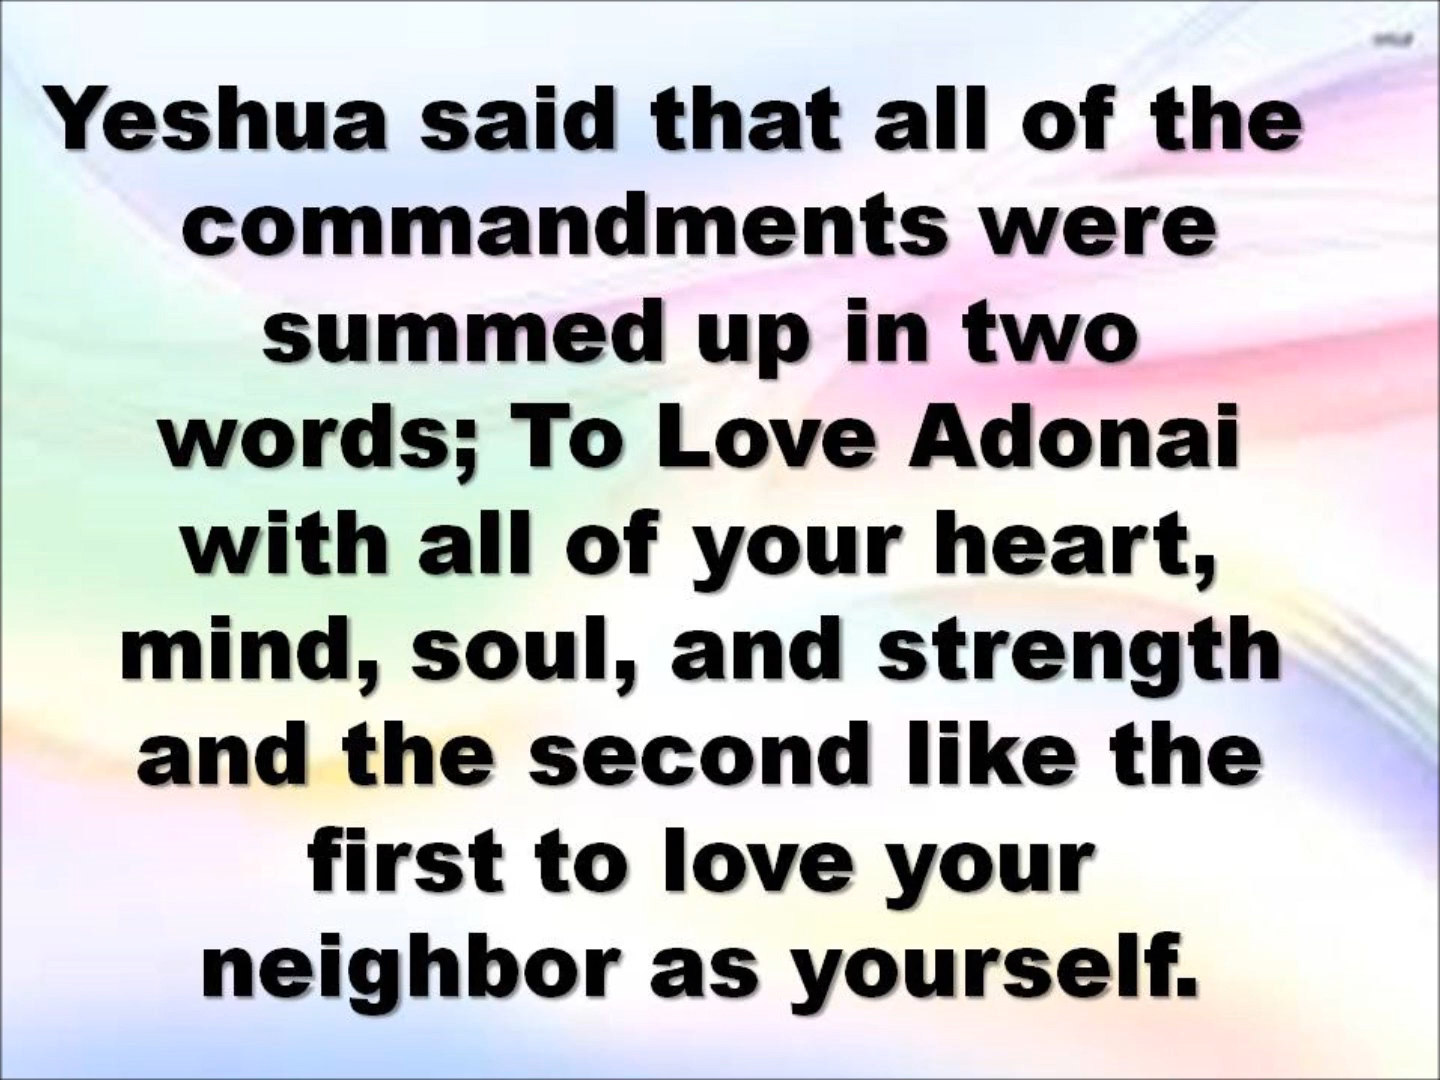 Yeshua said that all of the
commandments were
summed up in two
words; To Love Adonai
with all of your heart,
mind, soul, and strength
and the second like the
first to love your
neighbor as yourself.